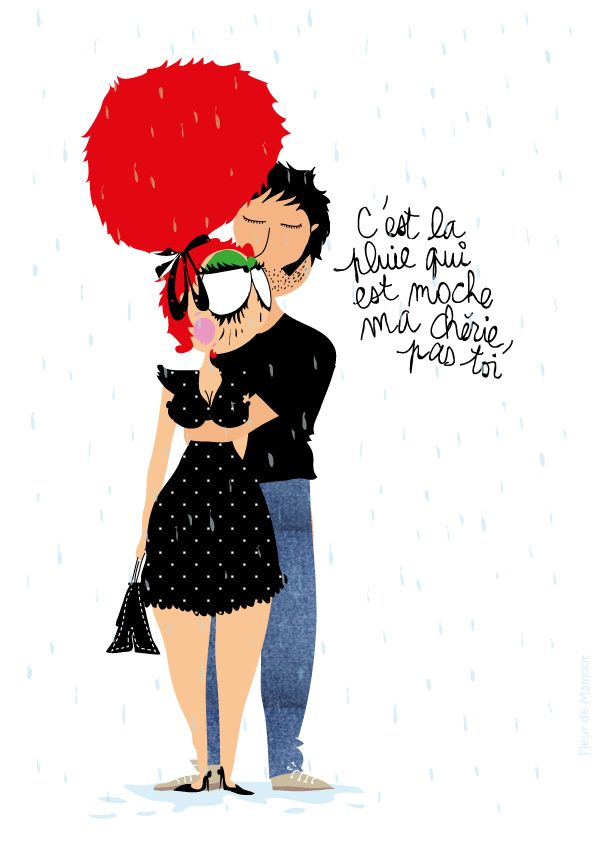 C'est la
pluie qui
est moche
ma chérie,
pas toi
Fleur de Mamoot